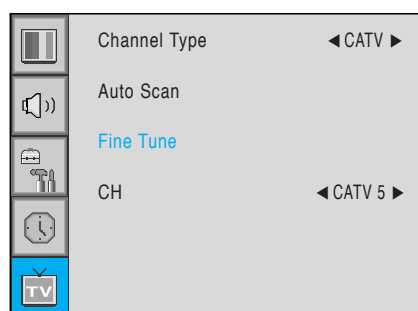 Channel Type ◀ CATV ▶
Auto Scan
Fine Tune
CH ◀ CATV 5 ▶
TV